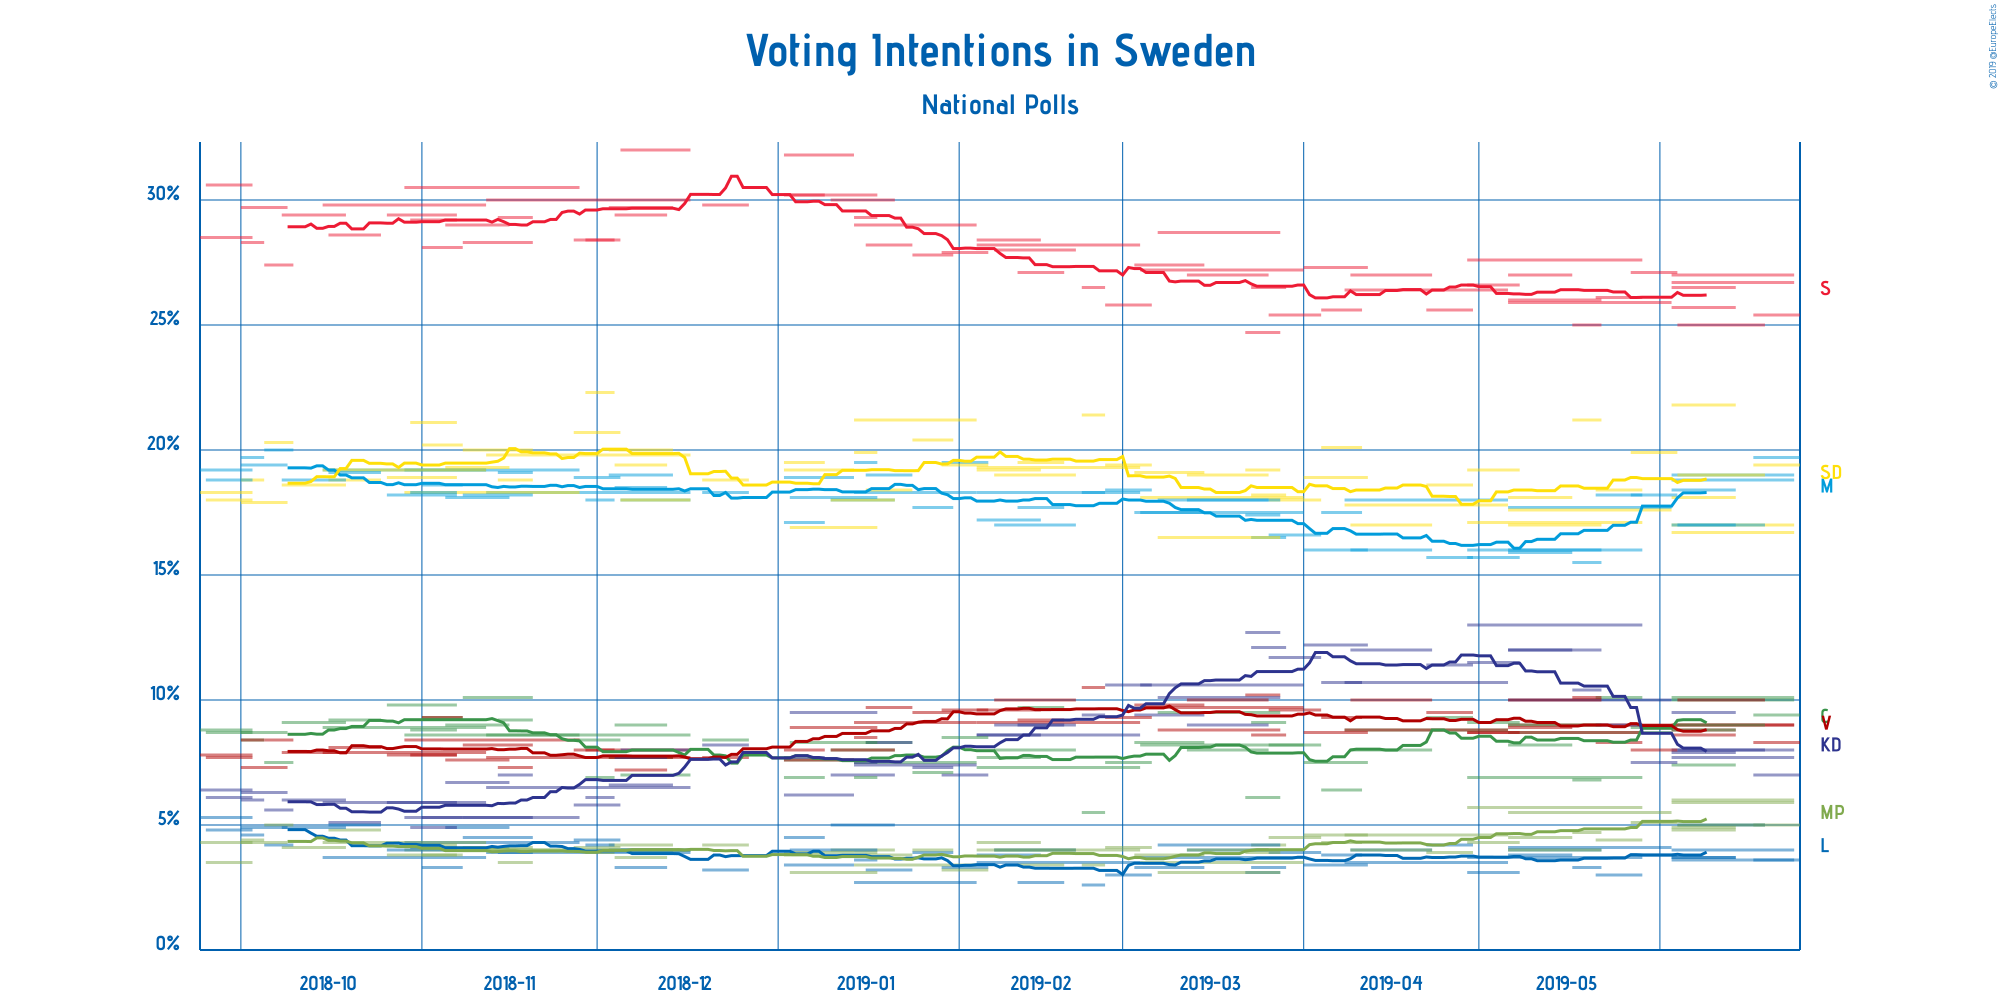 Voting Intentions in Sweden
National Polls
© 2019 @EuropeElects
30%
25%
20%
15%
10%
5%
0%
S
SD
M
C
V
KD
MP
L
2018-10
2018-11
2018-12
2019-01
2019-02
2019-03
2019-04
2019-05